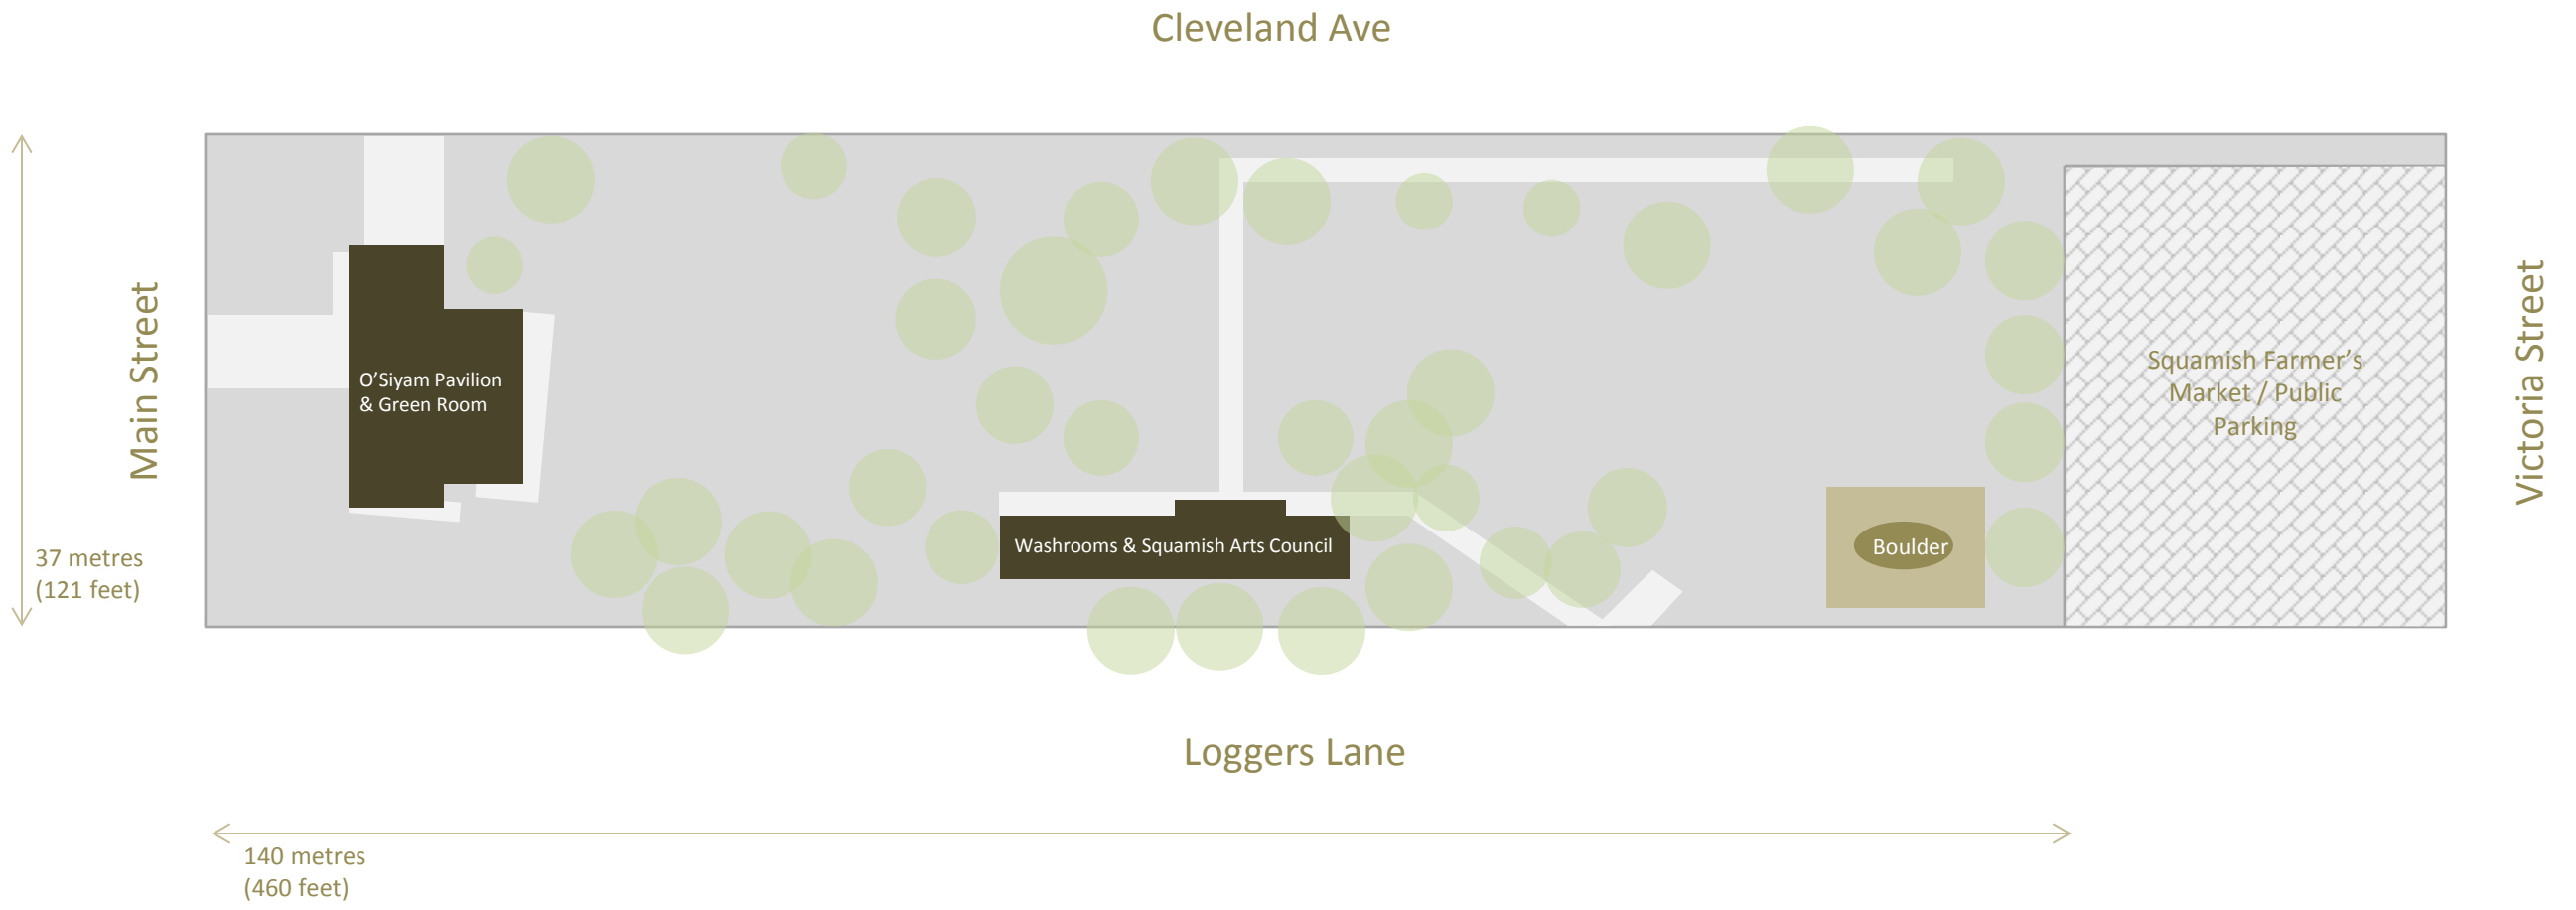 Cleveland Ave
Main Street
O’Siyam Pavilion
& Green Room
Washrooms & Squamish Arts Council
Boulder
Squamish Farmer’s
Market / Public
Parking
Victoria Street
37 metres
(121 feet)
Loggers Lane
140 metres
(460 feet)